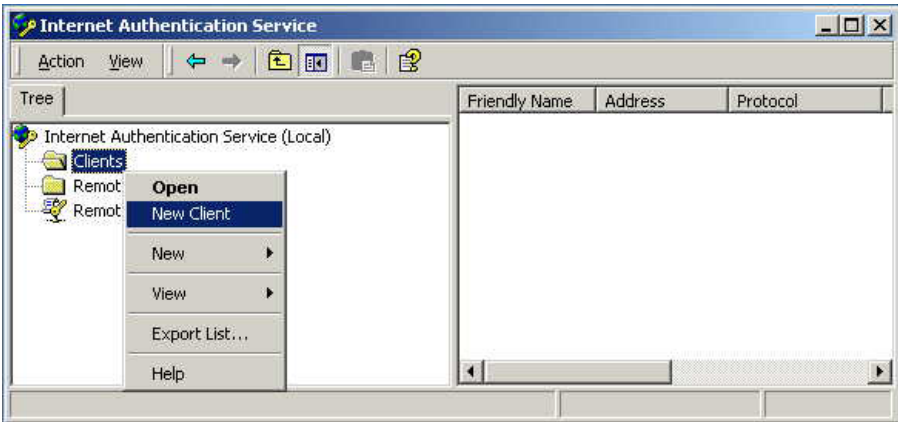 Internet Authentication Service
Action View
Tree
Friendly Name Address Protocol
Internet Authentication Service (Local)
Clients
Remot
Remot
Open
New Client
New
View
Export List...
Help